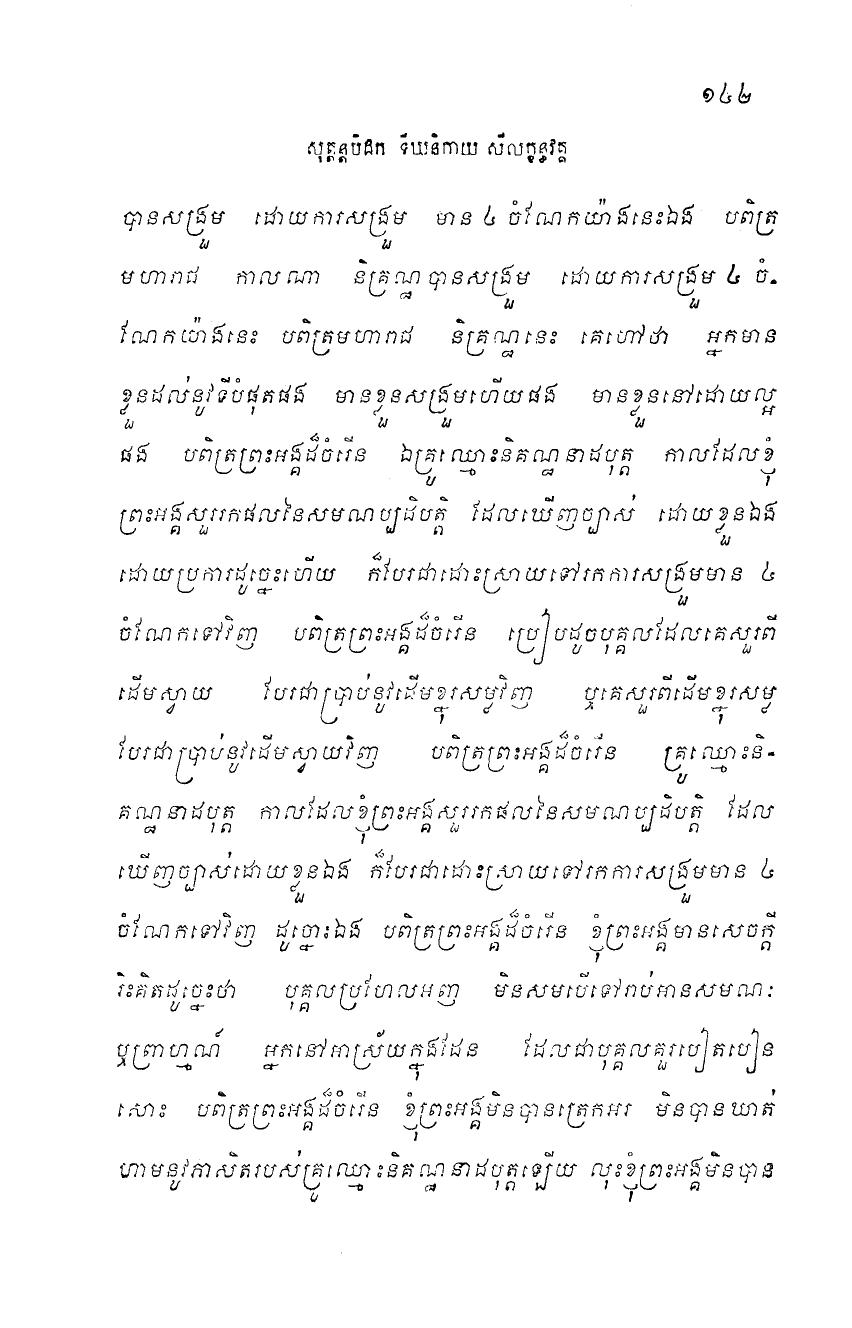 ១៤២
សុត្តន្តបិដក ទីឃនិកាយ សីលក្ខន្ធវគ្គ
បានសង្រួម ដោយការសង្រួម មាន ៤ ចំណែកយ៉ាងនេះឯង បពិត្រ
មហារាជ កាលណា និគ្រណ្ឋបានសង្រួម ដោយការសង្រួម ៤ ចំ-
ណែកយ៉ាងនេះ បពិត្រមហារាជ និគ្រណ្ឋនេះ គេហៅថា អ្នកមាន
ខ្លួនដល់នូវទីបំផុតផង មានខ្លួនសង្រួមហើយផង មានខ្លួននៅដោយល្អ
ផង បពិត្រព្រះអង្គដ៏ចំរើន ឯគ្រូឈ្មោះនិគណ្ឋនាដបុត្ត កាលដែលខ្ញុំ
ព្រះអង្គសួររកផលនៃសមណប្បដិបត្តិ ដែលឃើញច្បាស់ ដោយខ្លួនឯង
ដោយប្រការដូច្នេះហើយ ក៏បែរជាដោះស្រាយទៅរកការសង្រួមមាន ៤
ចំណែកទៅវិញ បពិត្រព្រះអង្គដ៏ចំរើន ប្រៀបដូចបុគ្គលដែលគេសួរពី
ដើមស្វាយ បែរជាប្រាប់នូវដើមខ្នុរសម្លវិញ ឬគេសួរពីដើមខ្នុរសម្ល
បែរជាប្រាប់នូវដើមស្វាយវិញ បពិត្រព្រះអង្គដ៏ចំរើន គ្រូឈ្មោះនិ-
គណ្ឋនាដបុត្ត កាលដែលខ្ញុំព្រះអង្គសួររកផលនៃសមណប្បដិបត្តិ ដែល
ឃើញច្បាស់ដោយខ្លួនឯង ក៏បែរជាដោះស្រាយទៅរកការសង្រួមមាន ៤
ចំណែកទៅវិញ ដូច្នោះឯង បពិត្រព្រះអង្គដ៏ចំរើន ខ្ញុំព្រះអង្គមានសេចក្តី
រិះគិតដូច្នេះថា បុគ្គលប្រហែលអញ មិនសមបើទៅរាប់អានសមណៈ
ឬព្រាហ្មណ៍ អ្នកនៅអាស្រ័យក្នុងដែន ដែលជាបុគ្គលគួរបៀតបៀន
សោះ បពិត្រព្រះអង្គដ៏ចំរើន ខ្ញុំព្រះអង្គមិនបានត្រេកអរ មិនបានឃាត់
ហាមនូវភាសិតរបស់គ្រូឈ្មោះនិគណ្ឋនាដបុត្តឡើយ លុះខ្ញុំព្រះអង្គមិនបាន